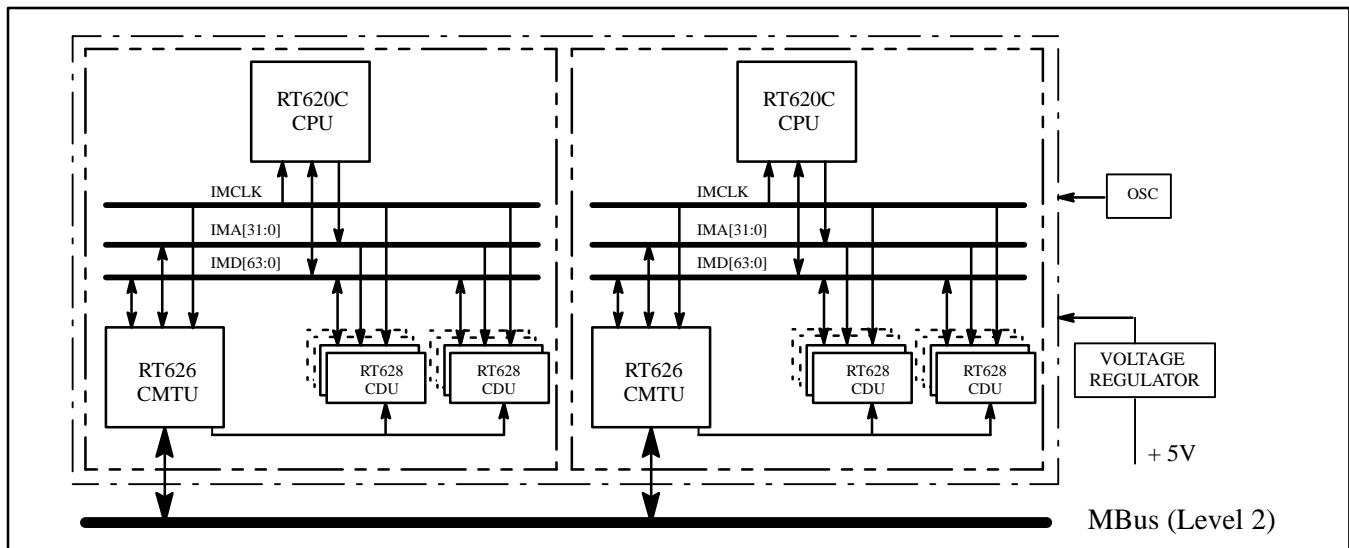 RT620C
CPU
IMCLK
IMA[31:0]
IMD[63:0]
RT626
CMTU
RT628
CDU
RT628
CDU
RT620C
CPU
IMCLK
IMA[31:0]
IMD[63:0]
RT626
CMTU
RT628
CDU
RT628
CDU
OSC
VOLTAGE
REGULATOR
+ 5V
MBus (Level 2)